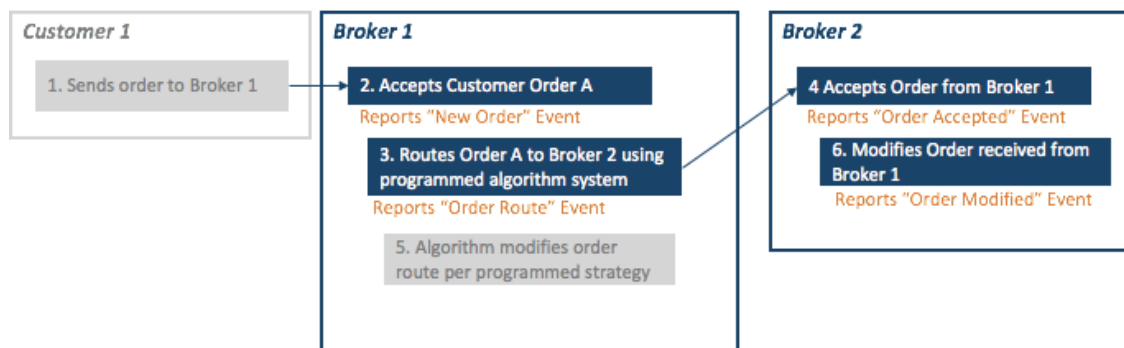 Customer 1
1. Sends order to Broker 1
Broker 1
2. Accepts Customer Order A
Reports "New Order" Event
3. Routes Order A to Broker 2 using
programmed algorithm system
Reports "Order Route" Event
5. Algorithm modifies order
route per programmed strategy
Broker 2
4 Accepts Order from Broker 1
Reports "Order Accepted" Event
6. Modifies Order received from
Broker 1
Reports "Order Modified" Event